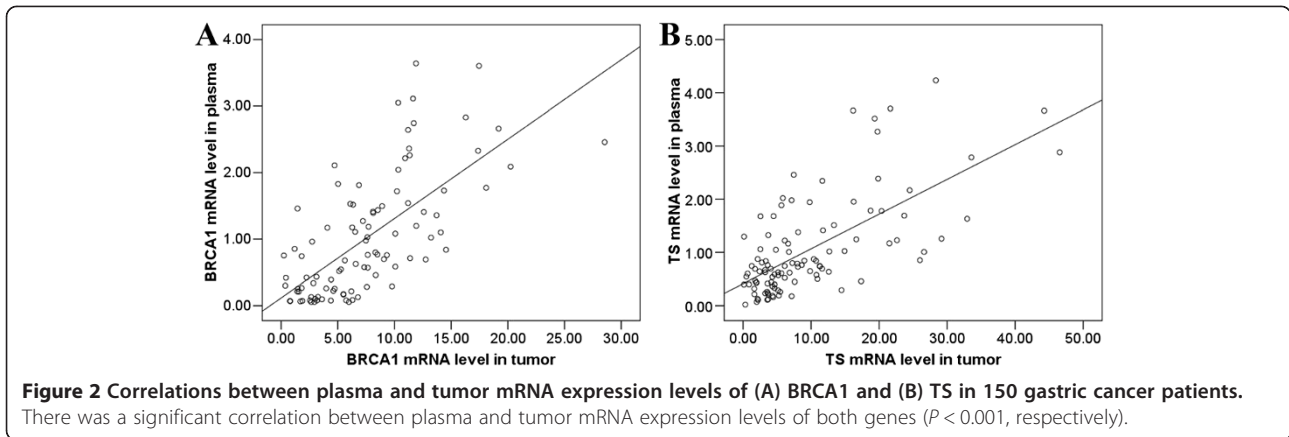 A
4.00
3.00
2.00
1.00
0.00
BRCA1 mRNA level in plasma
0.00 5.00 10.00 15.00 20.00 25.00 30.00
BRCA1 mRNA level in tumor
B
5.00
4.00
3.00
2.00
1.00
0.00
TS mRNA level in plasma
0.00 10.00 20.00 30.00 40.00 50.00
TS mRNA level in tumor
Figure 2 Correlations between plasma and tumor mRNA expression levels of (A) BRCA1 and (B) TS in 150 gastric cancer patients.
There was a significant correlation between plasma and tumor mRNA expression levels of both genes (P < 0.001, respectively).